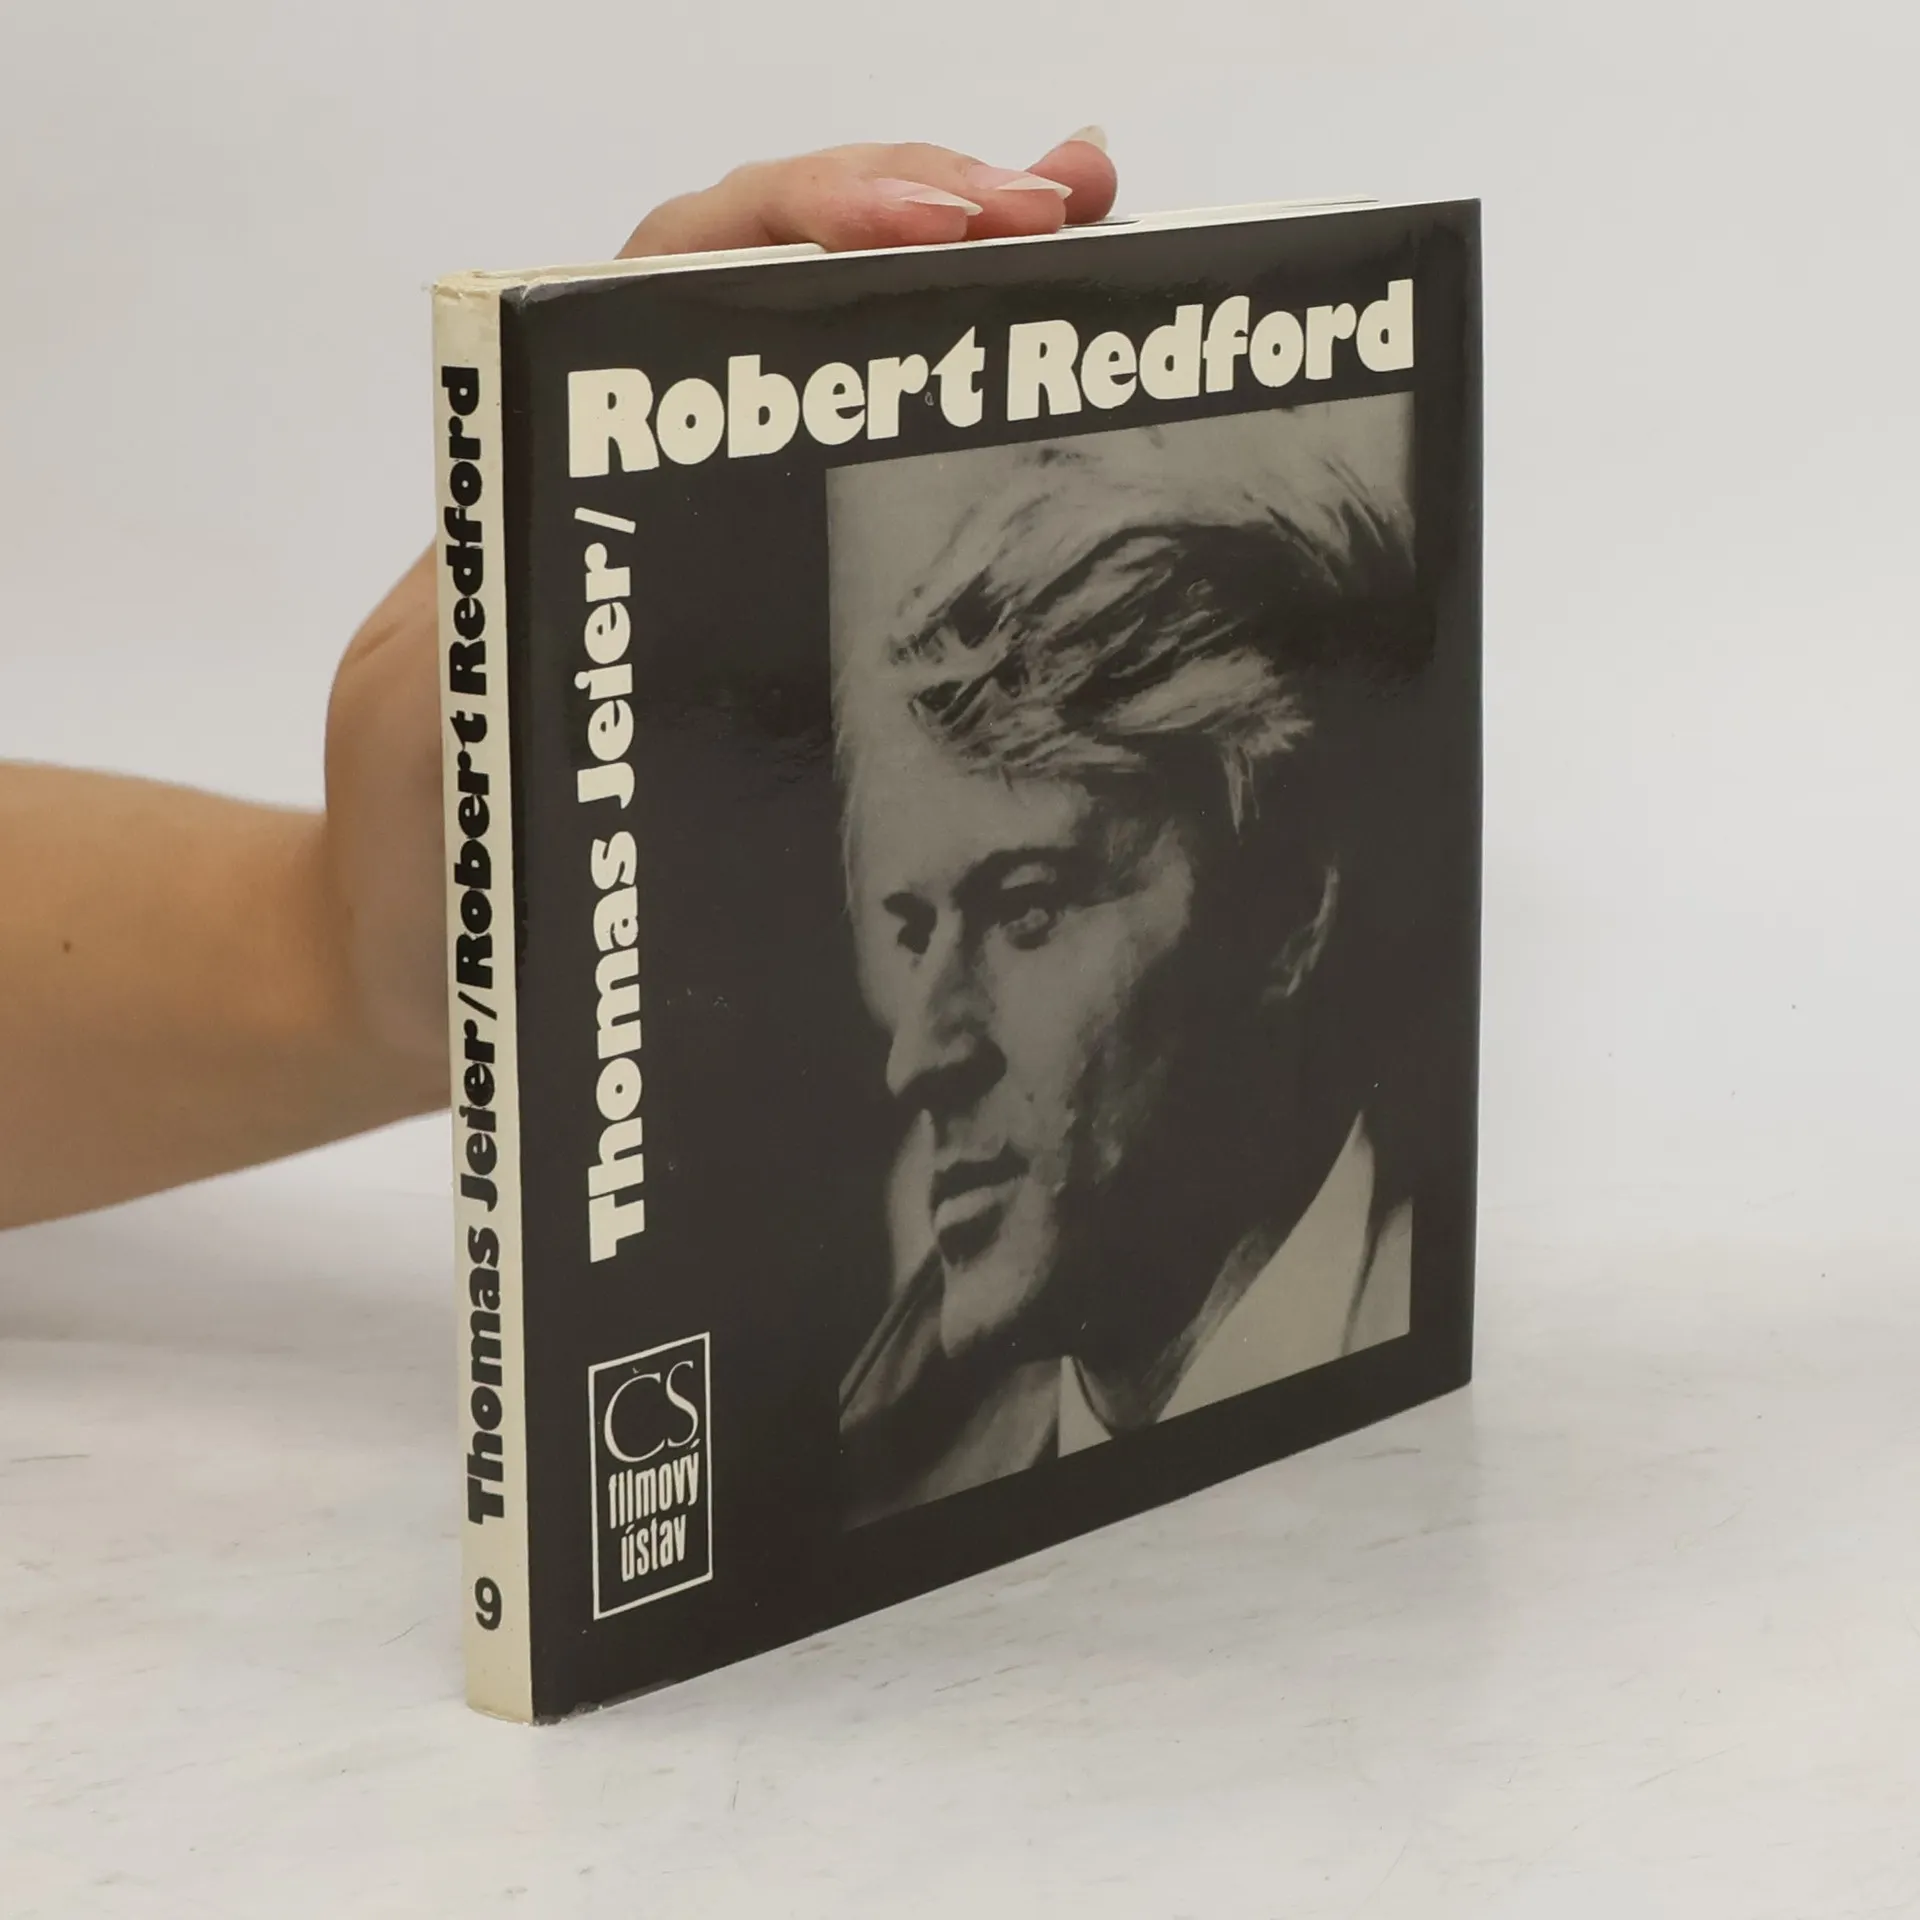 Robert Redford
Thomas Jeier/
ČS
filmový
ústav
9 Thomas Jeier/Robert Redford